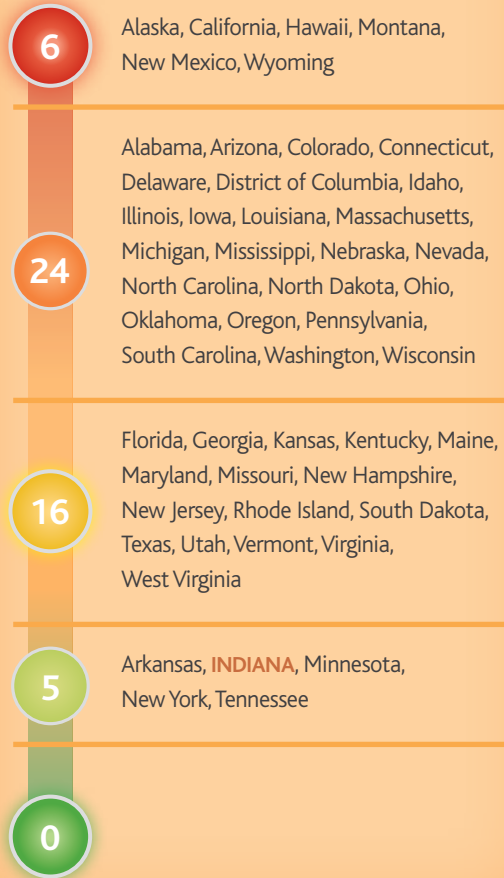 6
Alaska, California, Hawaii, Montana,
New Mexico, Wyoming
24
Alabama, Arizona, Colorado, Connecticut,
Delaware, District of Columbia, Idaho,
Illinois, Iowa, Louisiana, Massachusetts,
Michigan, Mississippi, Nebraska, Nevada,
North Carolina, North Dakota, Ohio,
Oklahoma, Oregon, Pennsylvania,
South Carolina, Washington, Wisconsin
16
Florida, Georgia, Kansas, Kentucky, Maine,
Maryland, Missouri, New Hampshire,
New Jersey, Rhode Island, South Dakota,
Texas, Utah, Vermont, Virginia,
West Virginia
5
Arkansas, INDIANA, Minnesota,
New York, Tennessee
0